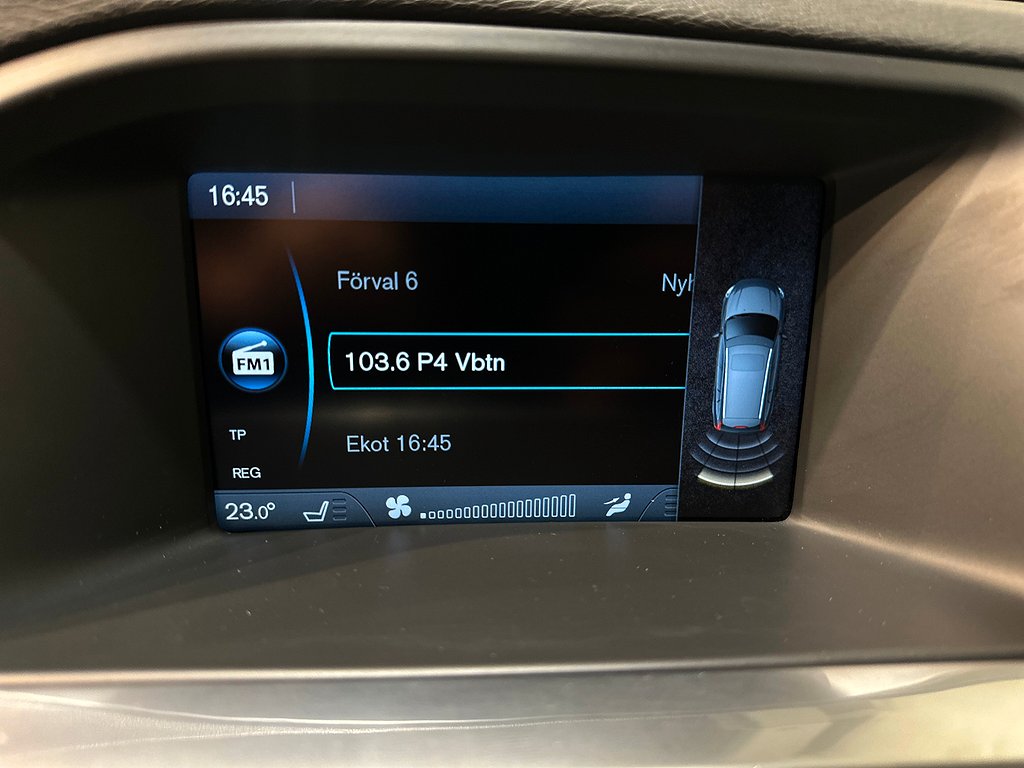 16:45
Förval 6 Nyh
FM1
103.6 P4 Vbtn
TP
Ekot 16:45
REG
23.0°